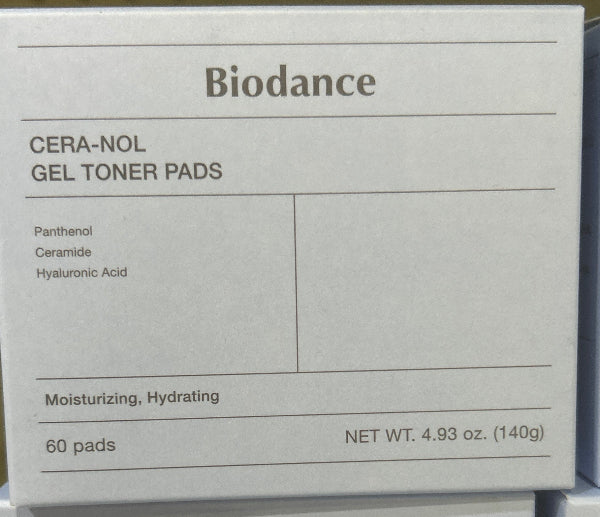 Biodance
CERA-NOL
GEL TONER PADS
Panthenol
Ceramide
Hyaluronic Acid
Moisturizing, Hydrating
60 pads
NET WT. 4.93 oz. (140g)